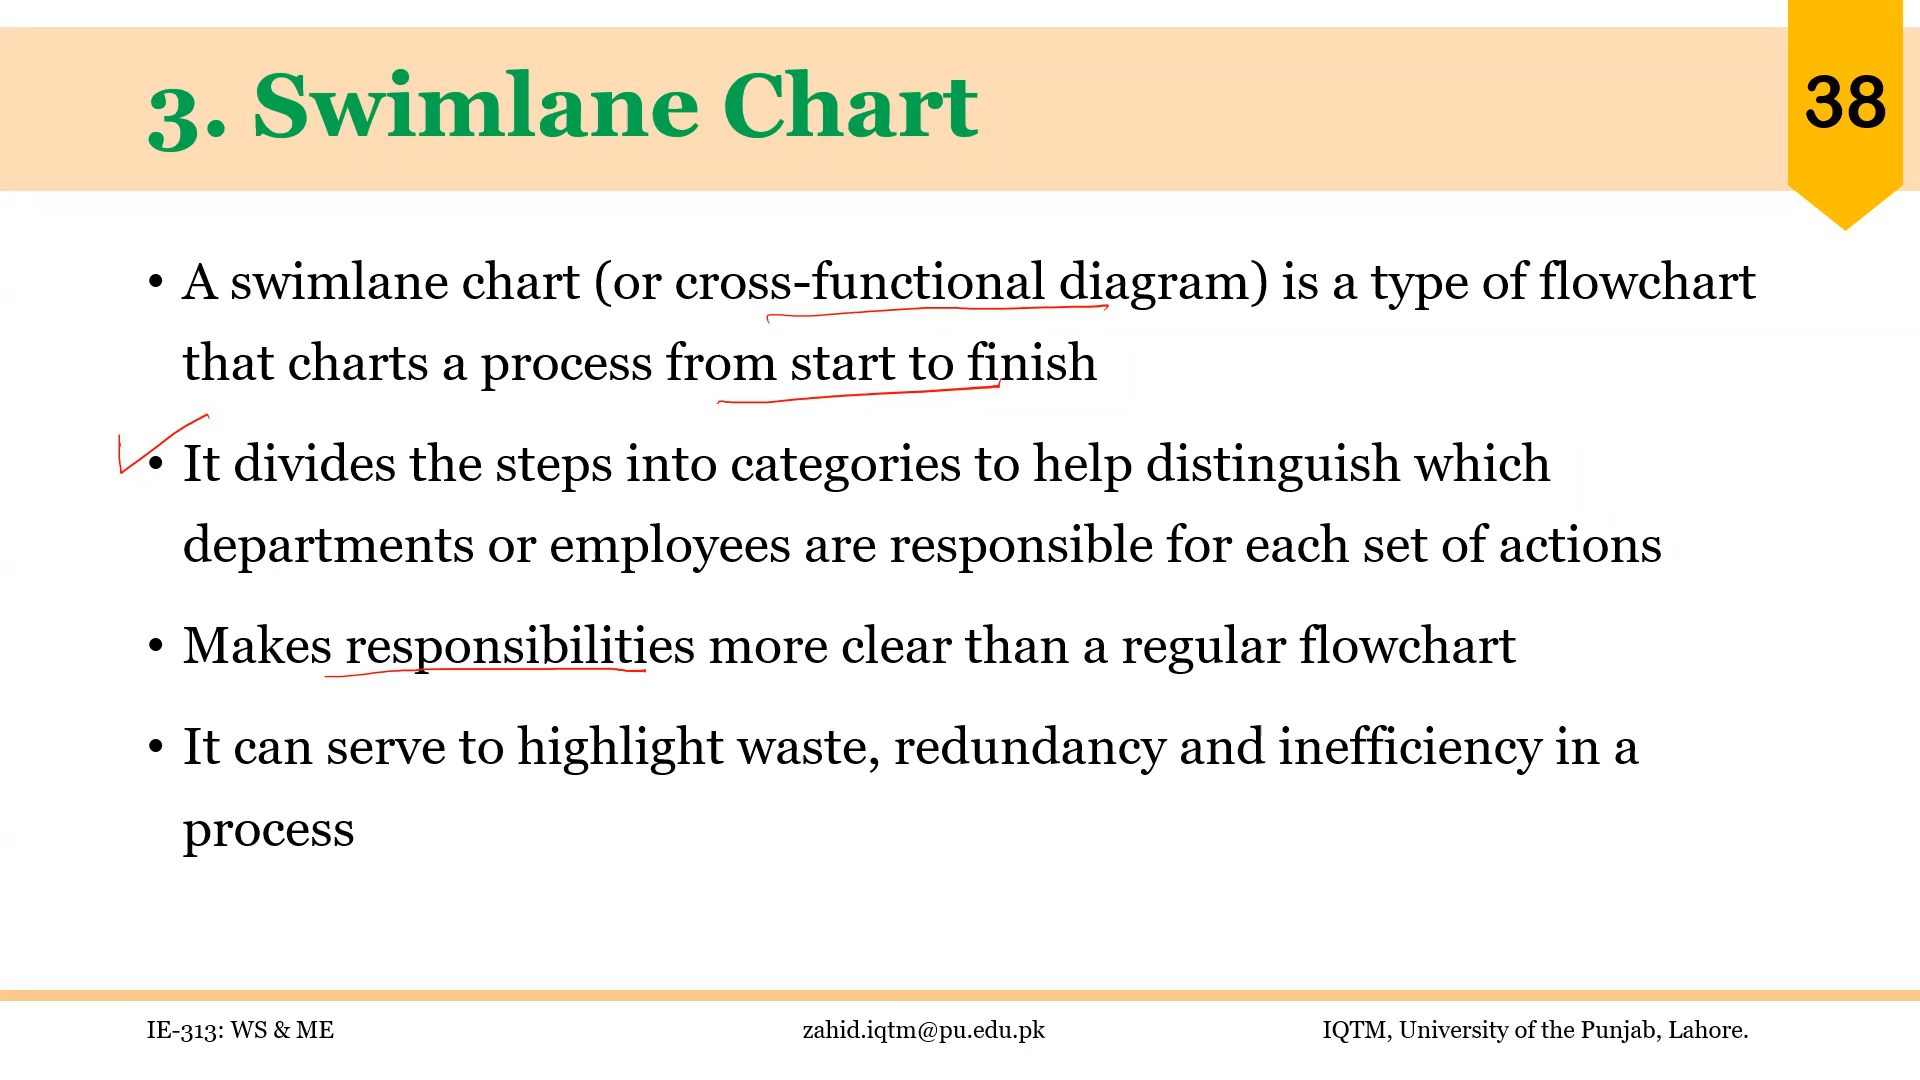 3. Swimlane Chart
38
• A swimlane chart (or cross-functional diagram) is a type of flowchart
that charts a process from start to finish
• It divides the steps into categories to help distinguish which
departments or employees are responsible for each set of actions
• Makes responsibilities more clear than a regular flowchart
• It can serve to highlight waste, redundancy and inefficiency in a
process
IE-313: WS & ME
zahid.iqtm@pu.edu.pk
IQTM, University of the Punjab, Lahore.